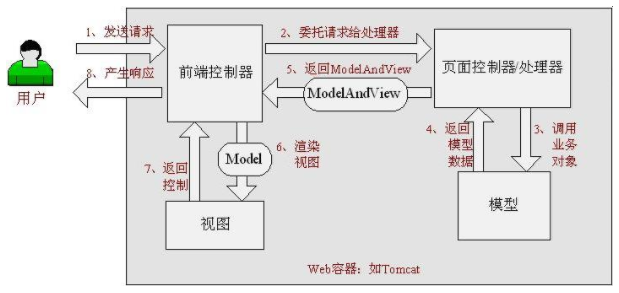 1、发送请求
2、委托请求给处理器
8、产生响应
用户
前端控制器
5、返回ModelAndView
ModelAndView
页面控制器/处理器
4、返回
模型
数据
3、调用
业务
对象
7、返回
控制
Model
6、渲染
视图
视图
模型
Web容器：如Tomcat